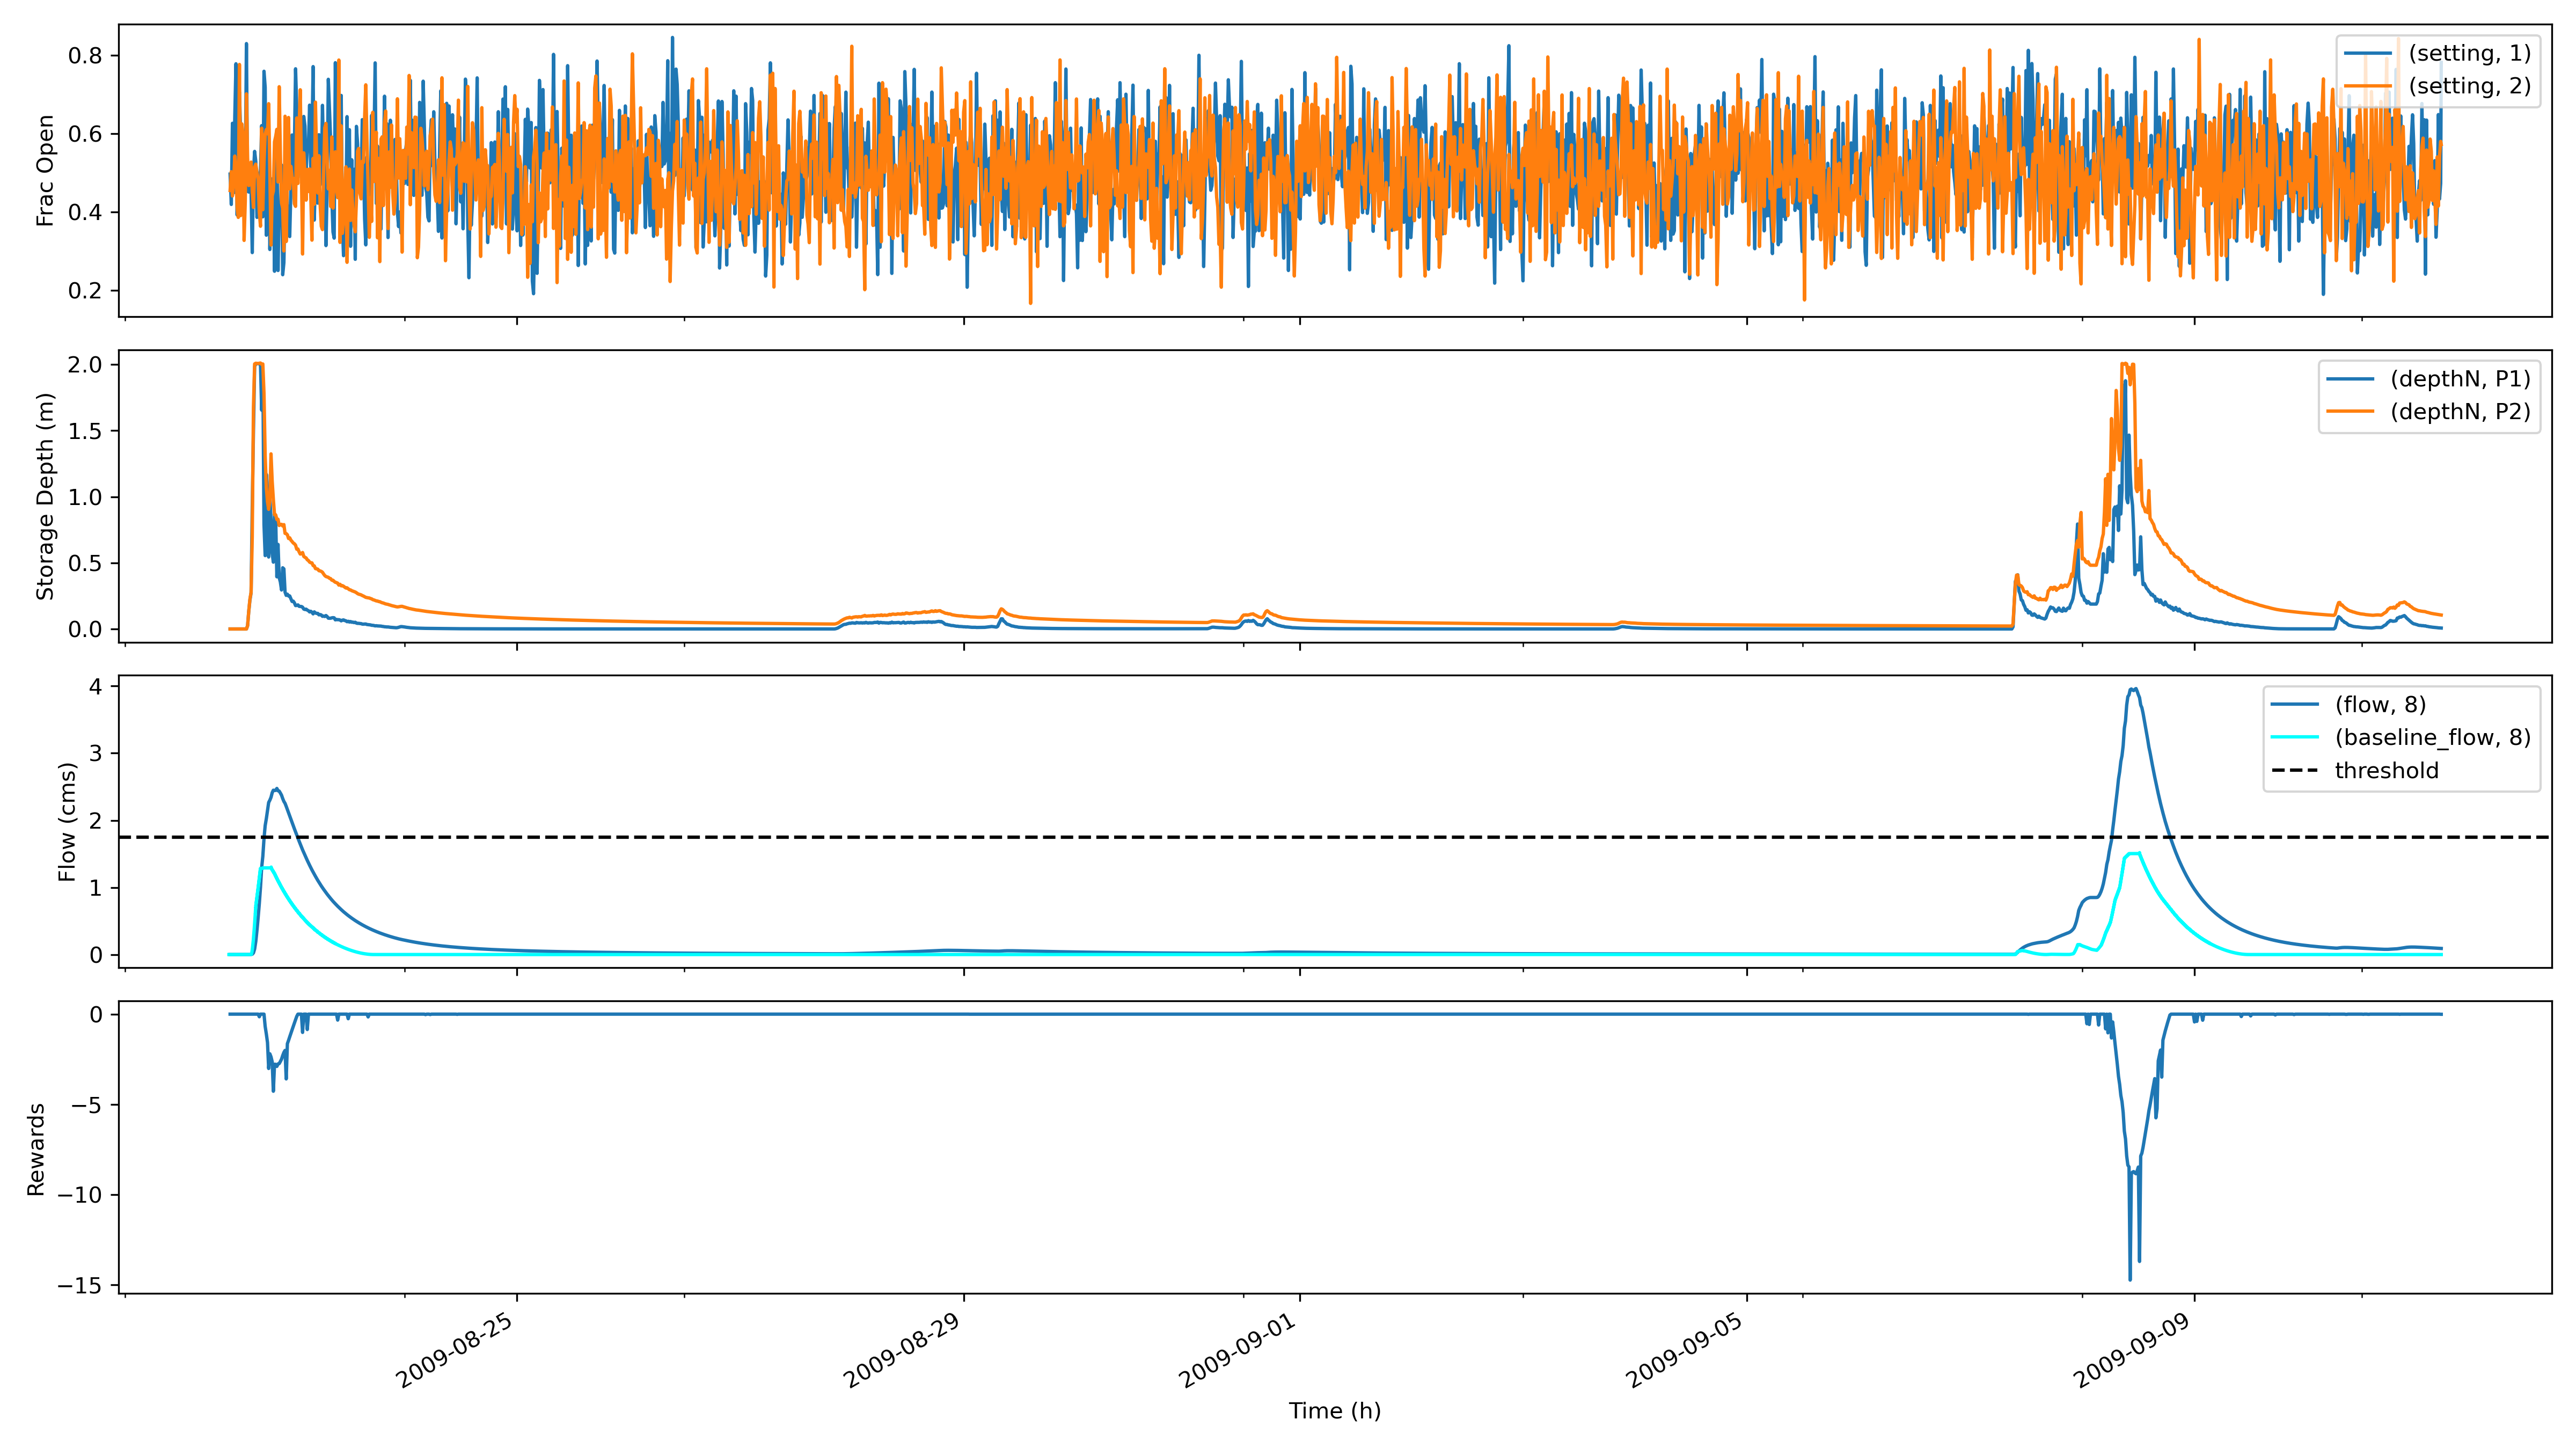 0.8
0.6
0.4
0.2
Frac Open
(setting, 1)
(setting, 2)
2.0
1.5
1.0
0.5
0.0
Storage Depth (m)
(depthN, P1)
(depthN, P2)
4
3
2
1
0
Flow (cms)
(flow, 8)
(baseline_flow, 8)
threshold
0
−5
−10
−15
Rewards
2009-08-25
2009-08-29
2009-09-01
2009-09-05
2009-09-09
Time (h)